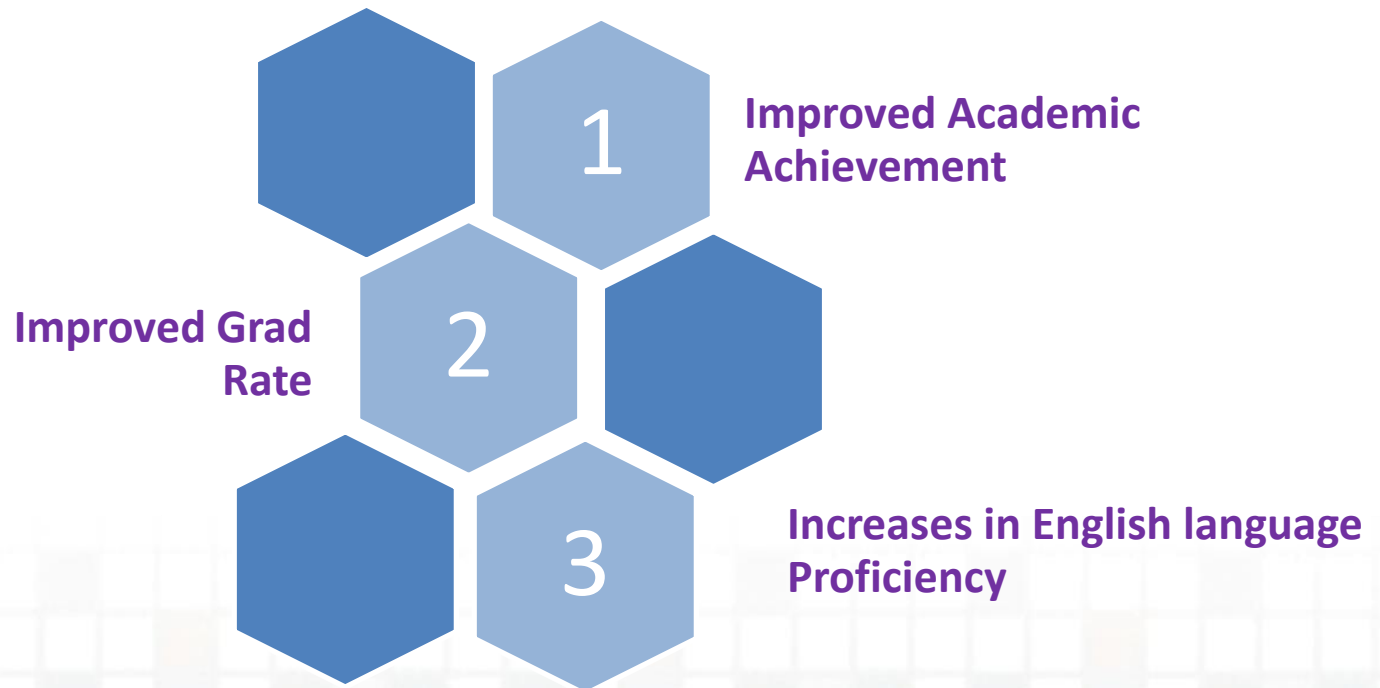 1
Improved Academic
Achievement
Improved Grad
Rate
2
3
Increases in English language
Proficiency